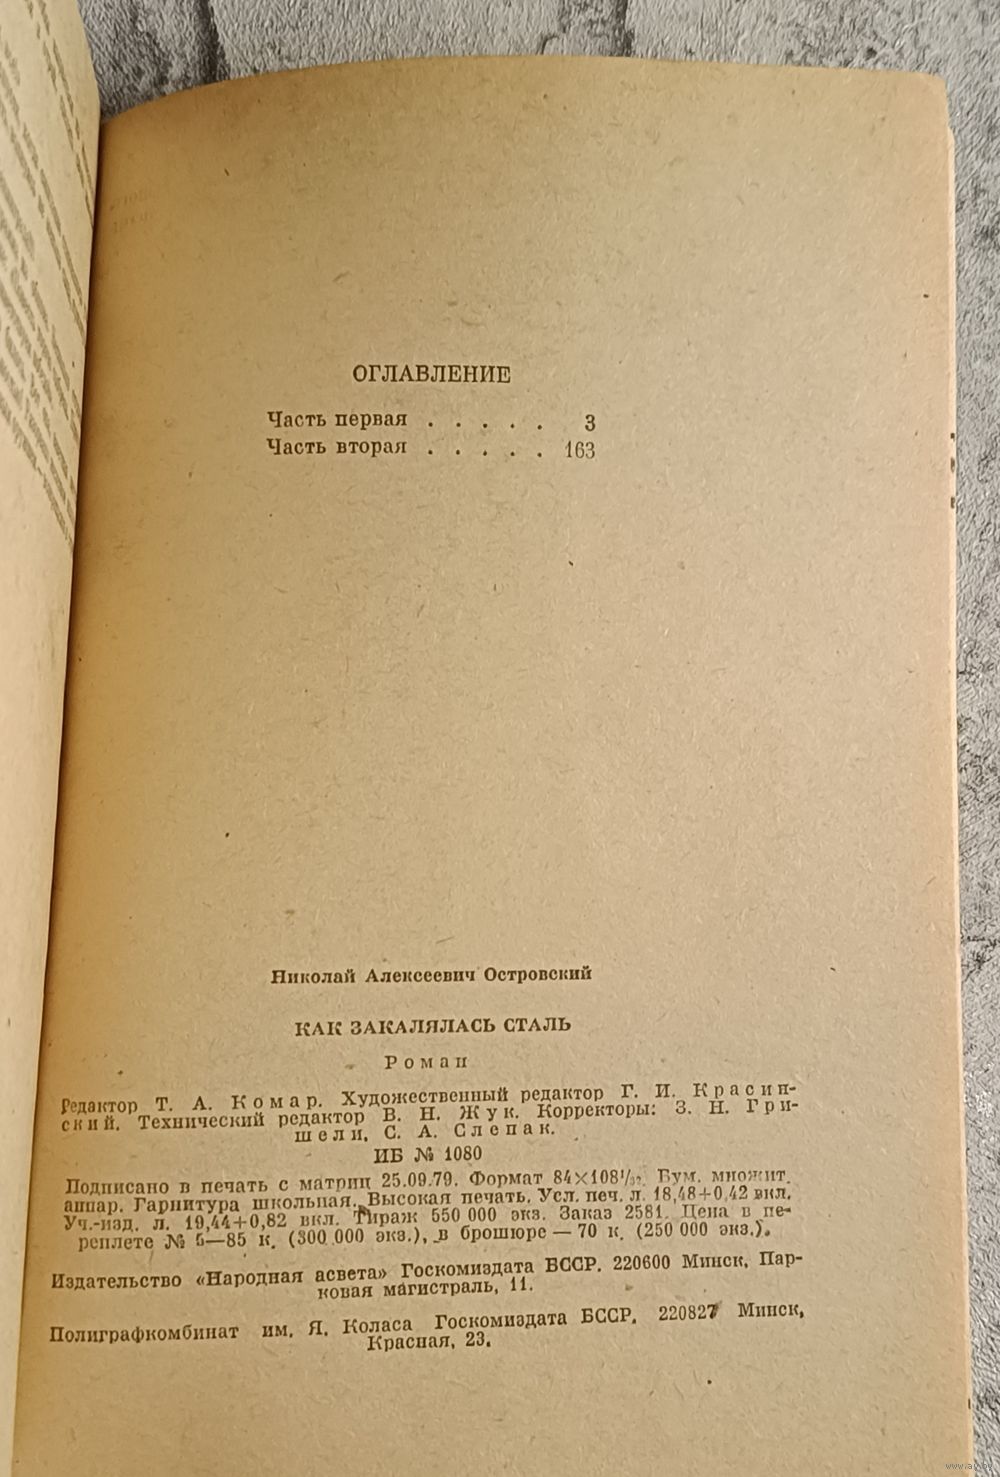 ОГЛАВЛЕНИЕ
Часть первая . . . . . 3
Часть вторая . . . . . 163
Николай Алексеевич Островский
КАК ЗАКАЛЯЛАСЬ СТАЛЬ
Роман
Редактор Т. А. Комар. Художественный редактор Г. И. Красин-
ский. Технический редактор В. Н. Жук. Корректоры: З. Н. Гри-
шели, С. А. Слепак.
ИБ № 1080
Подписано в печать с матриц 25.09.79. Формат 84×108¹/₃₂. Бум. множит.
аппар. Гарнитура школьная. Высокая печать. Усл. печ. л. 18,48+0,42 вкл.
Уч.-изд. л. 19,44+0,82 вкл. Тираж 550 000 экз. Заказ 2581. Цена в пе-
реплете № 5—85 к. (300 000 экз.), в брошюре — 70 к. (250 000 экз.).
Издательство «Народная асвета» Госкомиздата БССР. 220600 Минск, Пар-
ковая магистраль, 11.
Полиграфкомбинат им. Я. Коласа Госкомиздата БССР. 220827 Минск,
Красная, 23.
www.ay.by